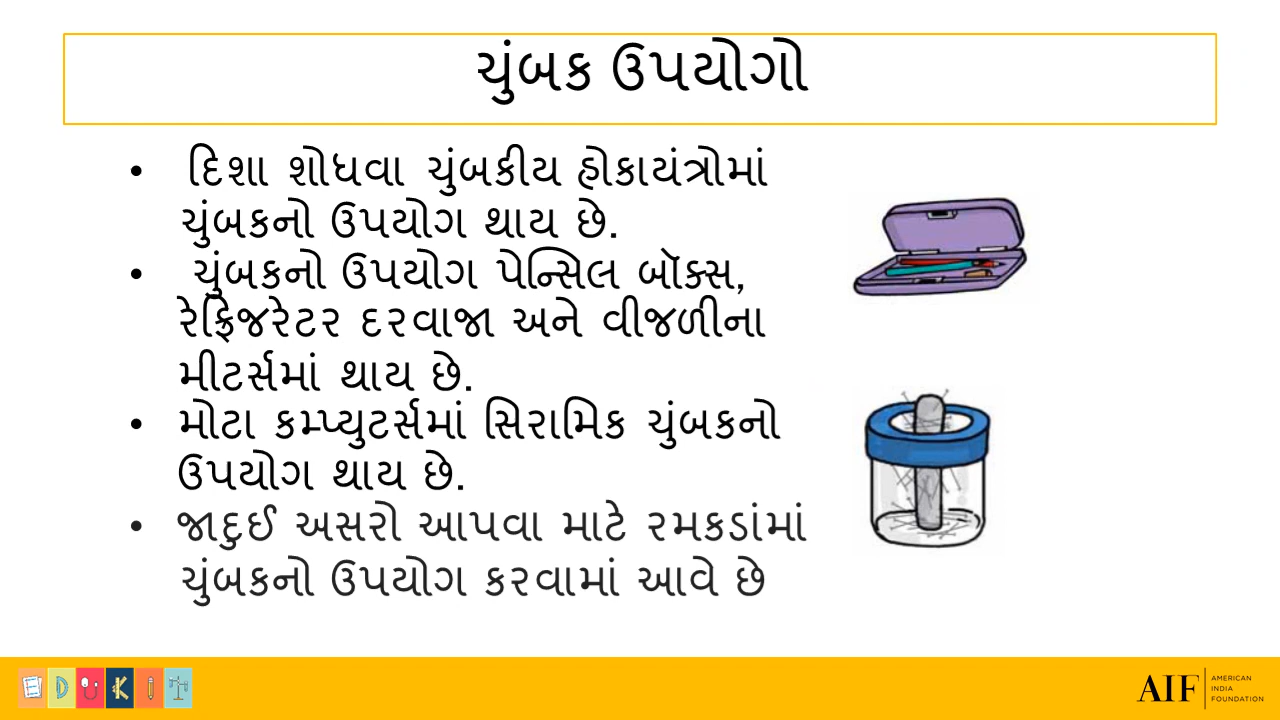 ચુંબક ઉપયોગો
• દિશા શોધવા ચુંબકીય હોકાયંત્રોમાં
ચુંબકનો ઉપયોગ થાય છે.
• ચુંબકનો ઉપયોગ પેન્સિલ બૉક્સ,
રેફ્રિજરેટર દરવાજા અને વીજળીના
મીટર્સમાં થાય છે.
• મોટા કમ્પ્યુટર્સમાં સિરામિક ચુંબકનો
ઉપયોગ થાય છે.
• જાદુઈ અસરો આપવા માટે રમકડાંમાં
ચુંબકનો ઉપયોગ કરવામાં આવે છે
EDUKIT
AIF
AMERICAN
INDIA
FOUNDATION